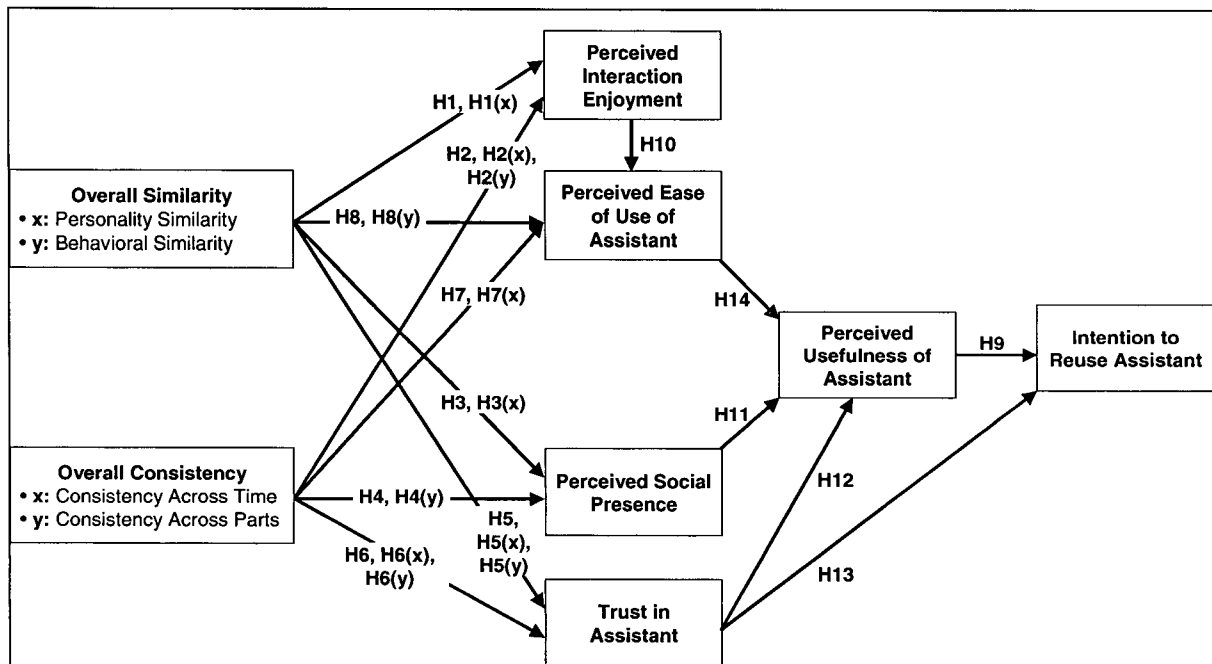 Perceived
Interaction
Enjoyment
H1, H1(x)
H10
H2, H2(x),
H2(y)
Overall Similarity
• x: Personality Similarity
• y: Behavioral Similarity
H8, H8(y)
Perceived Ease
of Use of
Assistant
H7, H7(x)
H14
Perceived
Usefulness of
Assistant
H9
Intention to
Reuse Assistant
H3, H3(x)
H11
Overall Consistency
• x: Consistency Across Time
• y: Consistency Across Parts
H4, H4(y)
Perceived Social
Presence
H12
H5,
H5(x),
H5(y)
H6, H6(x),
H6(y)
H13
Trust in
Assistant